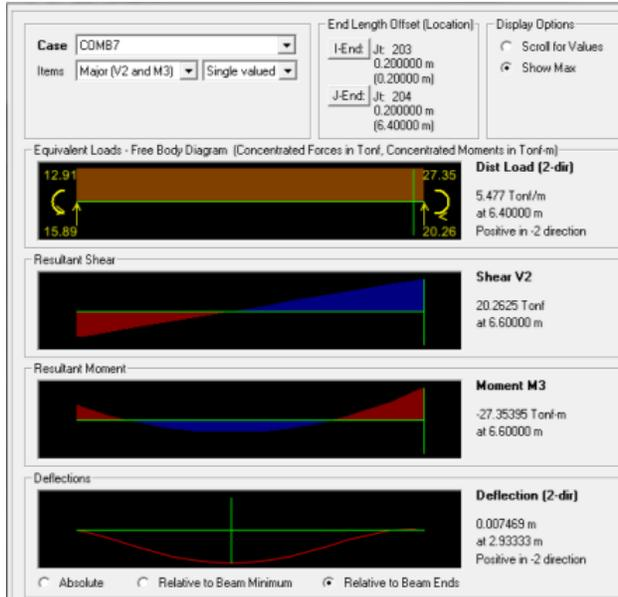 Case COMB7
Items Major (V2 and M3) Single valued
End Length Offset (Location)
I-End: Jt: 203
0.200000 m
(0.20000 m)
J-End: Jt: 204
0.200000 m
(6.40000 m)
Display Options
Scroll for Values
Show Max
Equivalent Loads - Free Body Diagram (Concentrated Forces in Tonf, Concentrated Moments in Tonf-m)
12.91 27.35
15.89 20.26
Dist Load (2-dir)
5.477 Tonf/m
at 6.40000 m
Positive in -2 direction
Resultant Shear
Shear V2
20.2625 Tonf
at 6.60000 m
Resultant Moment
Moment M3
-27.35395 Tonf-m
at 6.60000 m
Deflections
Deflection (2-dir)
0.007469 m
at 2.93333 m
Positive in -2 direction
Absolute Relative to Beam Minimum Relative to Beam Ends